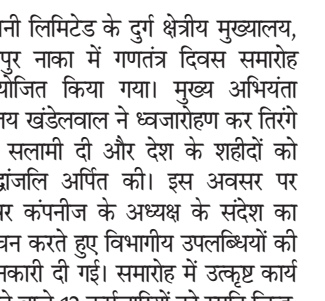 नी लिमिटेड के दुर्ग क्षेत्रीय मुख्यालय,
पुर नाका में गणतंत्र दिवस समारोह
योजित किया गया। मुख्य अभियंता
जय खंडेलवाल ने ध्वजारोहण कर तिरंगे
सलामी दी और देश के शहीदों को
द्धांजलि अर्पित की। इस अवसर पर
र कंपनीज के अध्यक्ष के संदेश का
चन करते हुए विभागीय उपलब्धियों की
नकारी दी गई। समारोह में उत्कृष्ट कार्य